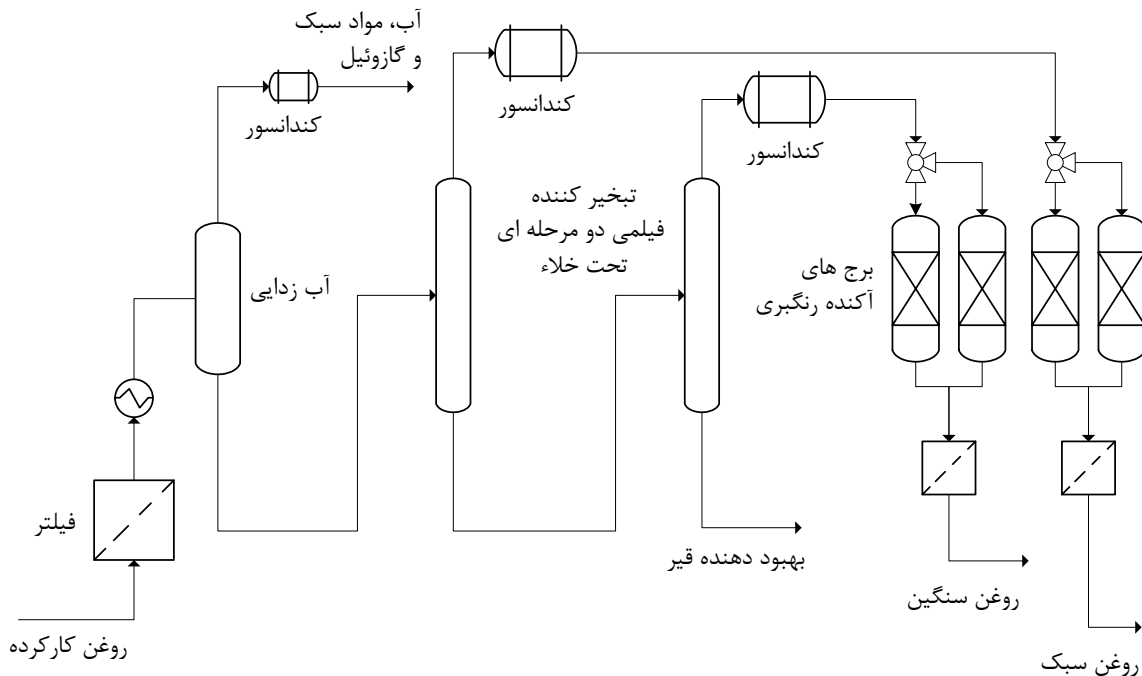 آب، مواد سبک
و گازوئیل
کندانسور
کندانسور
کندانسور
تبخیر کننده
فیلمی دو مرحله ای
تحت خلاء
برج های
آکنده رنگبری
آب زدایی
فیلتر
بهبود دهنده قیر
روغن سنگین
روغن کارکرده
روغن سبک